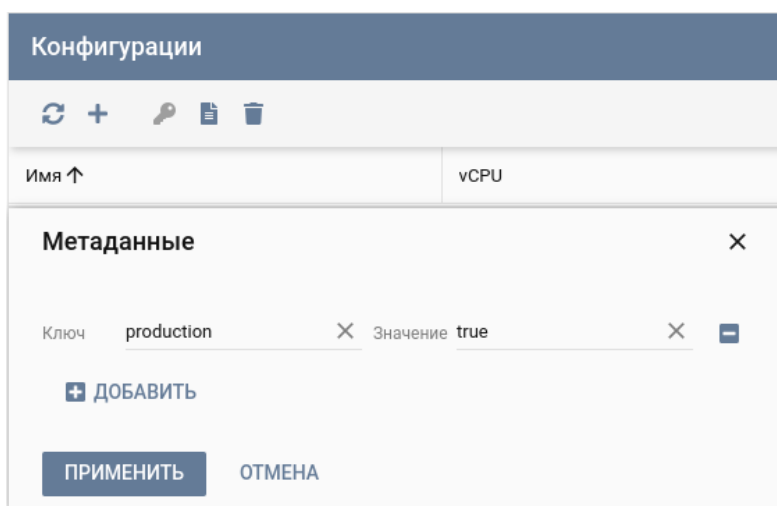 Конфигурации
Имя vCPU
Метаданные
Ключ production Значение true
ДОБАВИТЬ
ПРИМЕНИТЬ ОТМЕНА